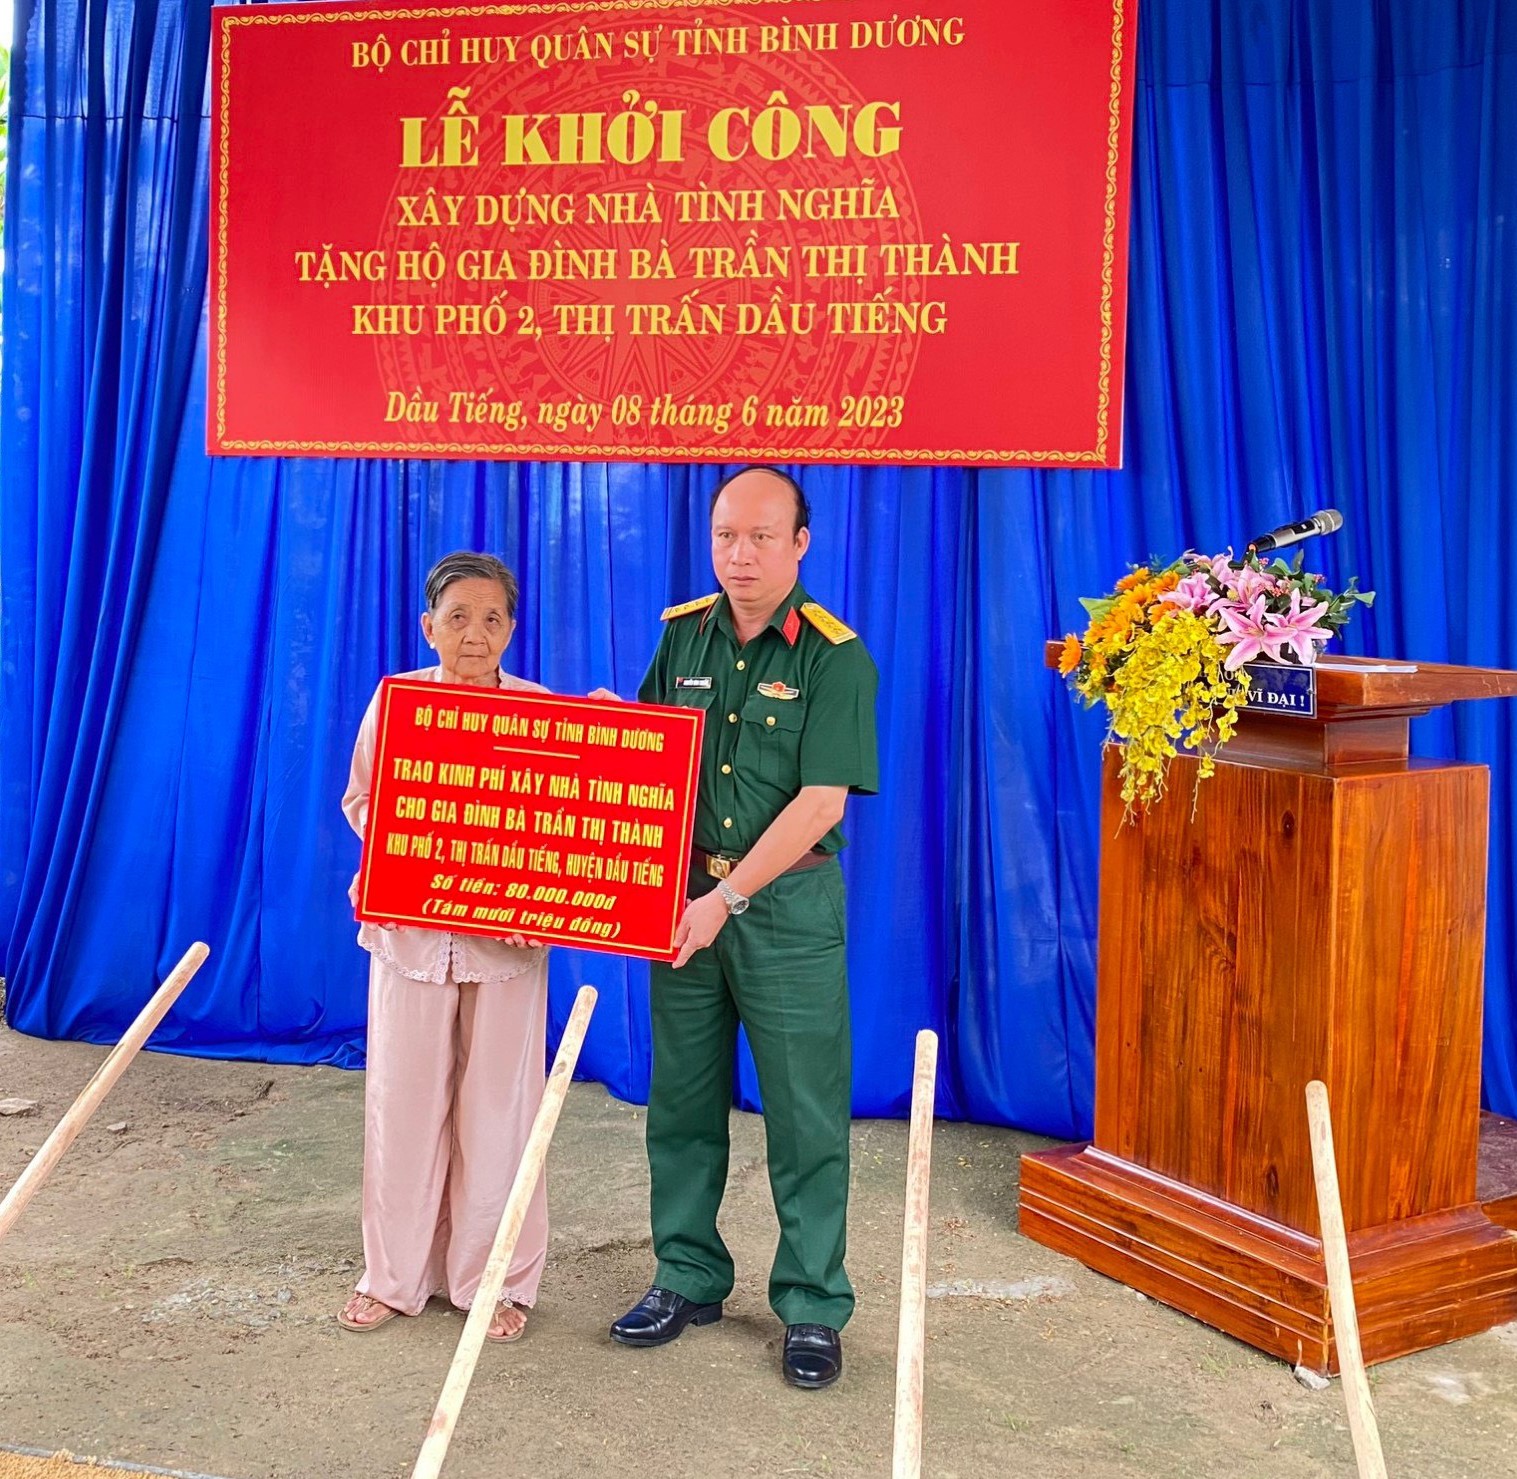 BỘ CHỈ HUY QUÂN SỰ TỈNH BÌNH DƯƠNG
LỄ KHỞI CÔNG
XÂY DỰNG NHÀ TÌNH NGHĨA
TẶNG HỘ GIA ĐÌNH BÀ TRẦN THỊ THÀNH
KHU PHỐ 2, THỊ TRẤN DẦU TIẾNG
Dầu Tiếng, ngày 08 tháng 6 năm 2023
BỘ CHỈ HUY QUÂN SỰ TỈNH BÌNH DƯƠNG
TRAO KINH PHÍ XÂY NHÀ TÌNH NGHĨA
CHO GIA ĐÌNH BÀ TRẦN THỊ THÀNH
KHU PHỐ 2, THỊ TRẤN DẦU TIẾNG, HUYỆN DẦU TIẾNG
Số tiền: 80.000.000đ
(Tám mươi triệu đồng)
VĨ ĐẠI !